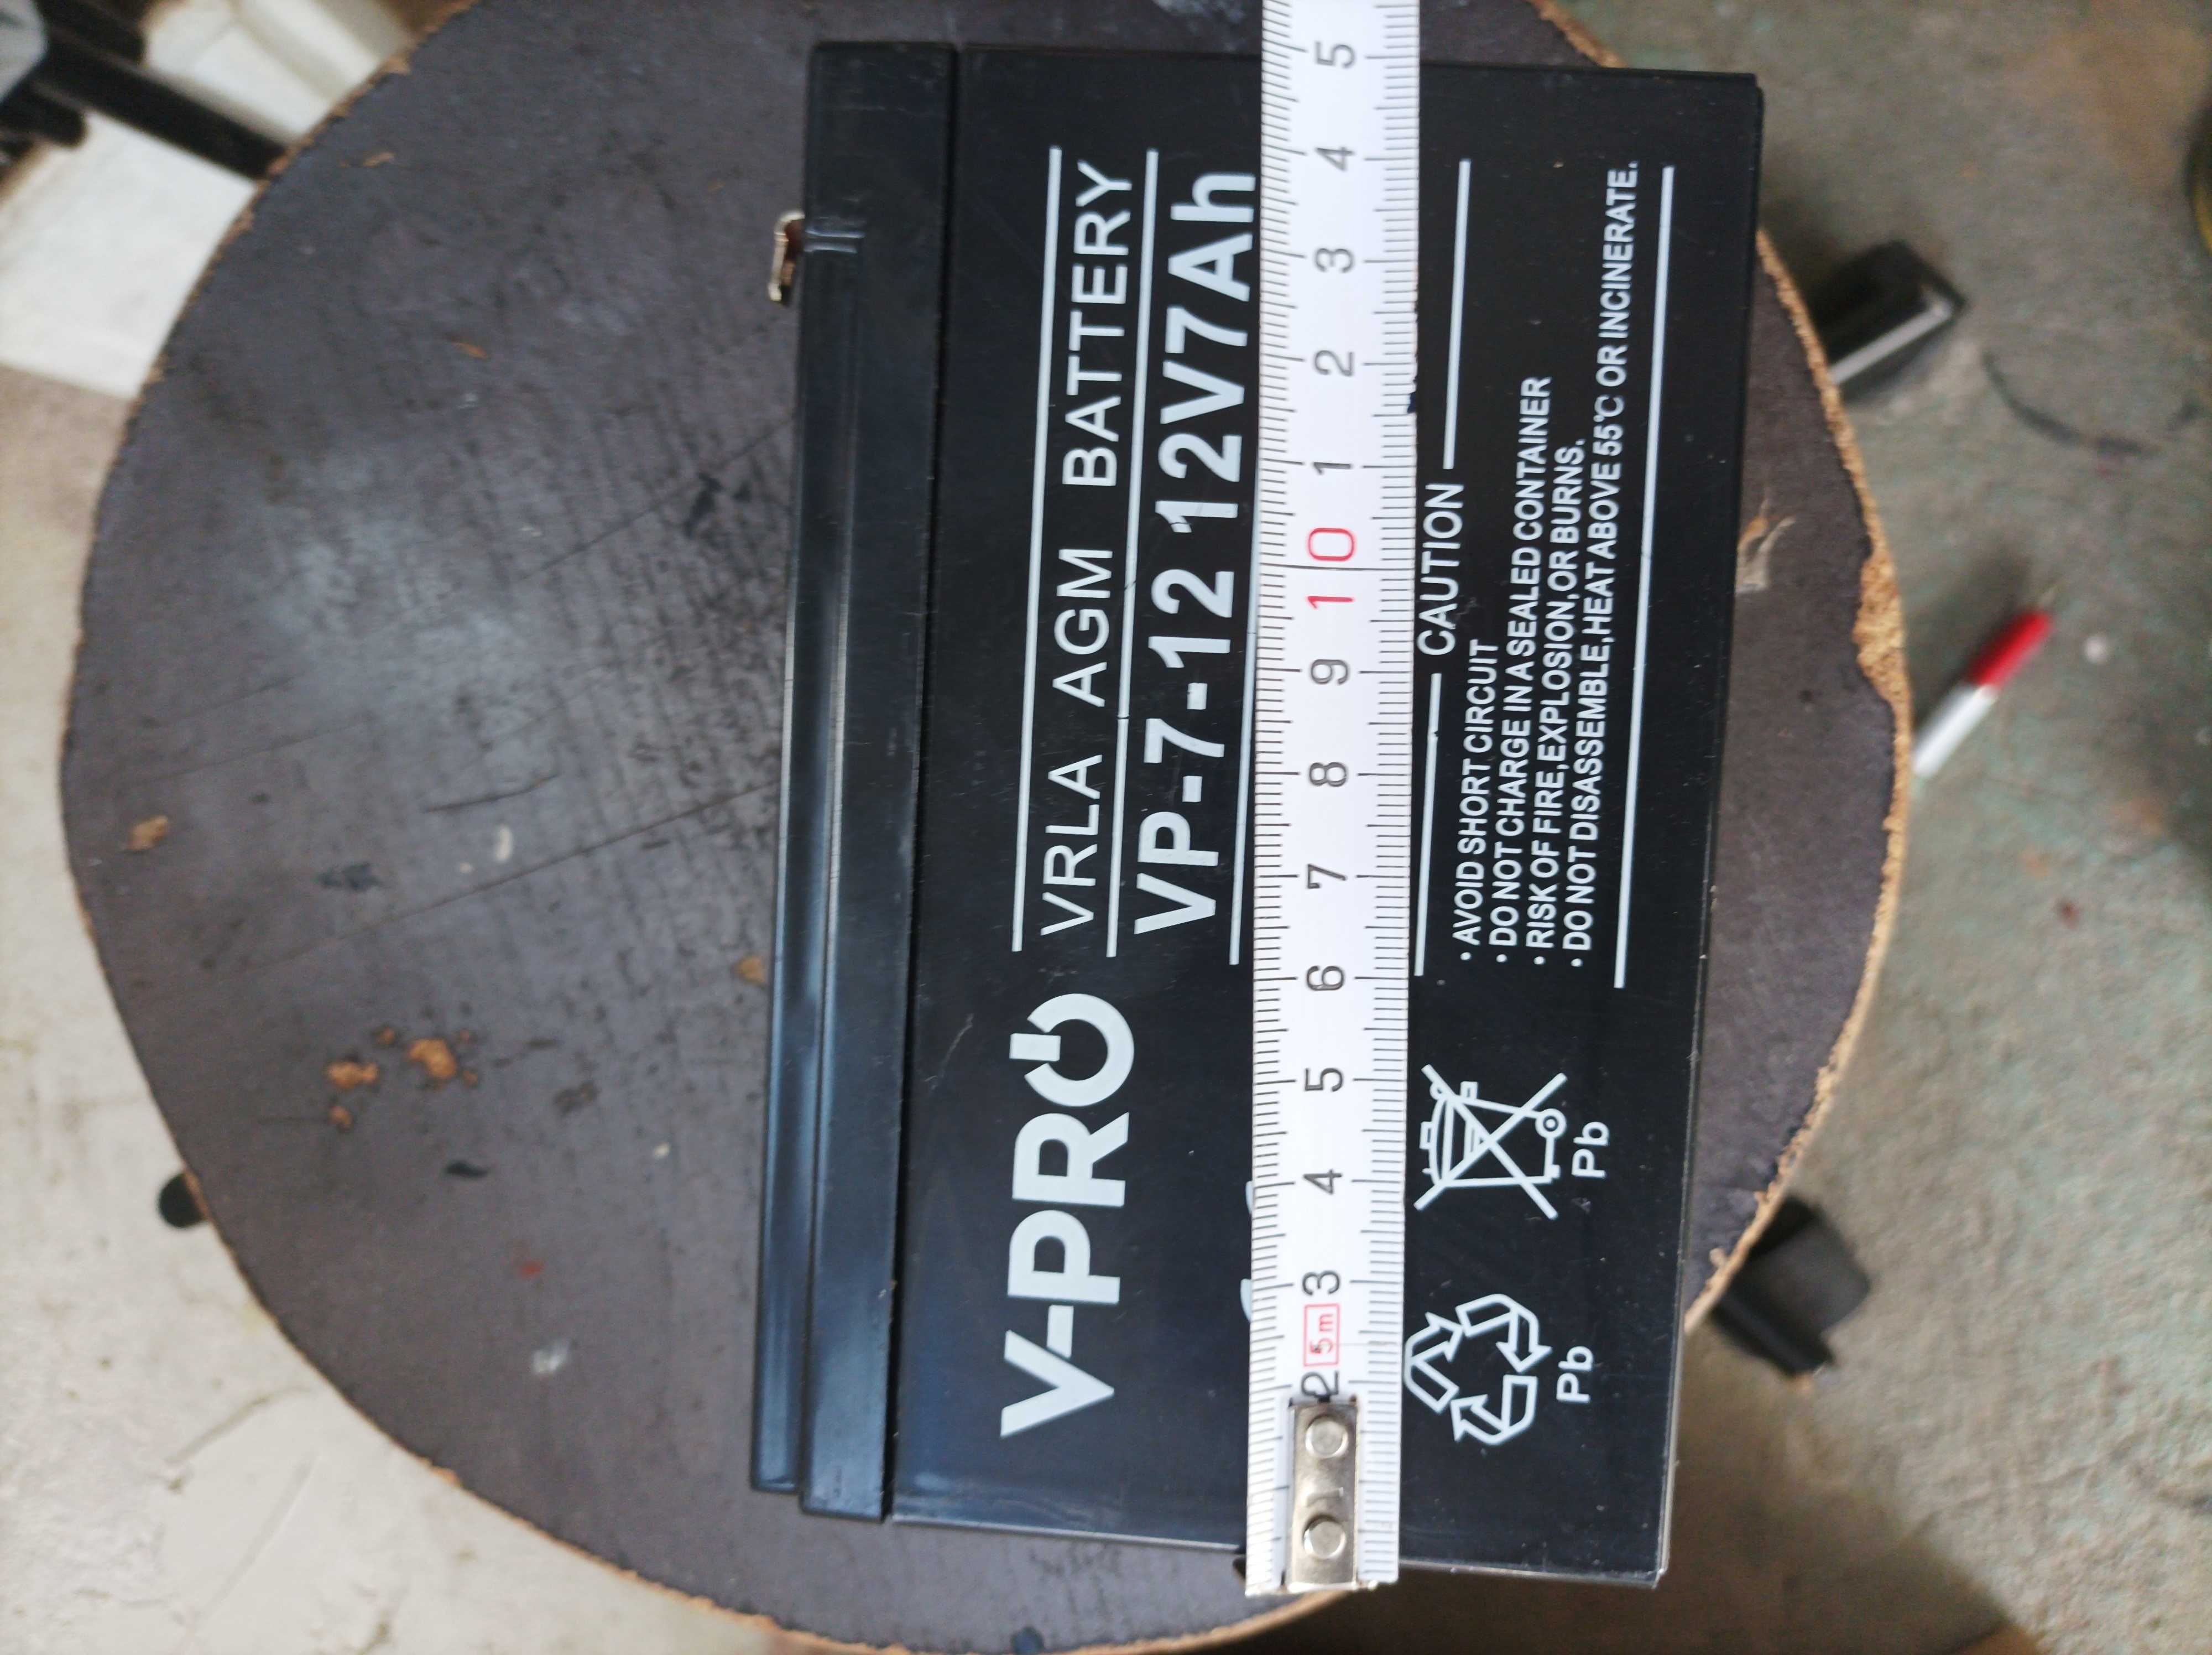 V-PRO
VRLA AGM BATTERY
VP-7-12 12V7Ah
2 5m 3 4 5 6 7 8 9 10 1 2 3 4 5
CAUTION
· AVOID SHORT CIRCUIT
· DO NOT CHARGE IN A SEALED CONTAINER
· RISK OF FIRE,EXPLOSION,OR BURNS.
· DO NOT DISASSEMBLE,HEAT ABOVE 55℃ OR INCINERATE.
Pb
Pb